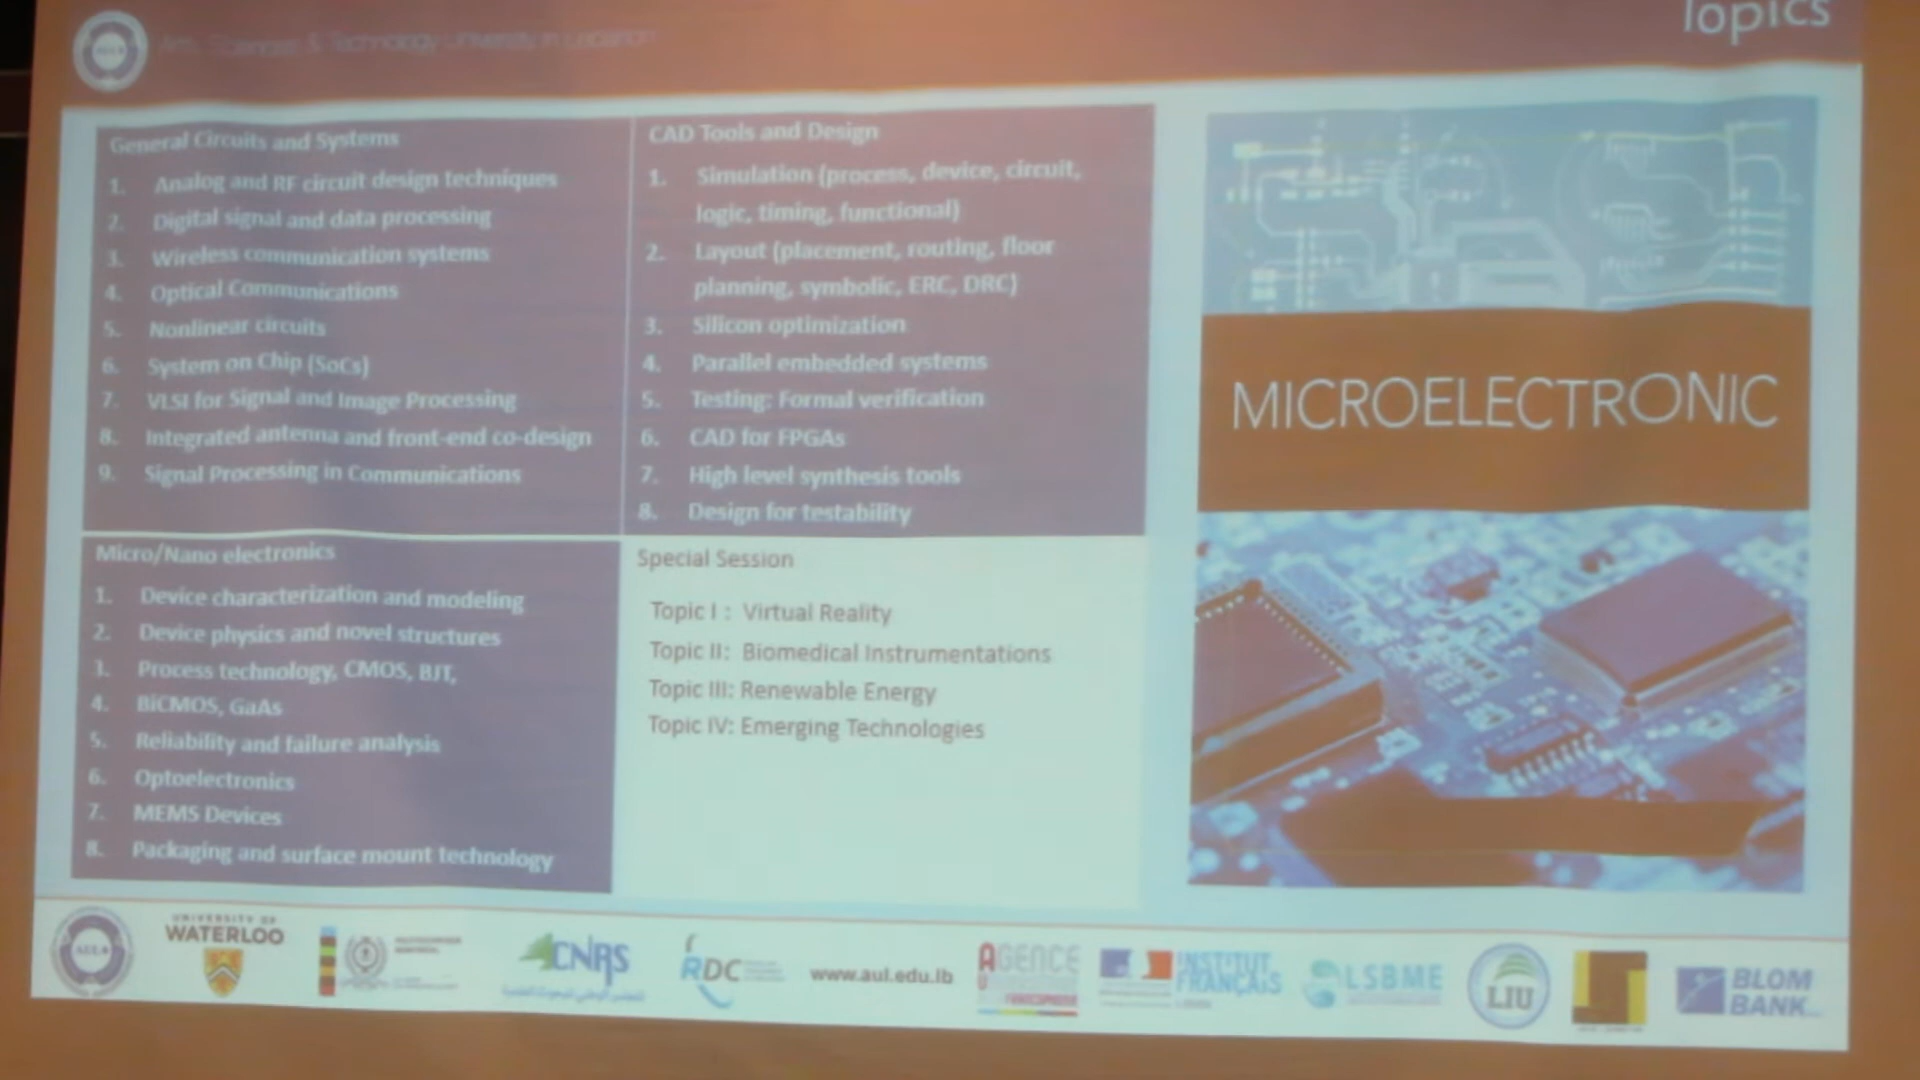 Topics
Arts, Sciences & Technology University in Lebanon
General Circuits and Systems
1. Analog and RF circuit design techniques
2. Digital signal and data processing
3. Wireless communication systems
4. Optical Communications
5. Nonlinear circuits
6. System on Chip (SoCs)
7. VLSI for Signal and Image Processing
8. Integrated antenna and front-end co-design
9. Signal Processing in Communications
CAD Tools and Design
1. Simulation (process, device, circuit,
logic, timing, functional)
2. Layout (placement, routing, floor
planning, symbolic, ERC, DRC)
3. Silicon optimization
4. Parallel embedded systems
5. Testing: Formal verification
6. CAD for FPGAs
7. High level synthesis tools
8. Design for testability
Micro/Nano electronics
1. Device characterization and modeling
2. Device physics and novel structures
3. Process technology, CMOS, BJT,
4. BiCMOS, GaAs
5. Reliability and failure analysis
6. Optoelectronics
7. MEMS Devices
8. Packaging and surface mount technology
Special Session
Topic I : Virtual Reality
Topic II: Biomedical Instrumentations
Topic III: Renewable Energy
Topic IV: Emerging Technologies
MICROELECTRONIC
AUL
UNIVERSITY OF
WATERLOO
CNRS
RDC
www.aul.edu.lb
AGENCE
INSTITUT
FRANÇAIS
LSBME
LIU
BLOM
BANK